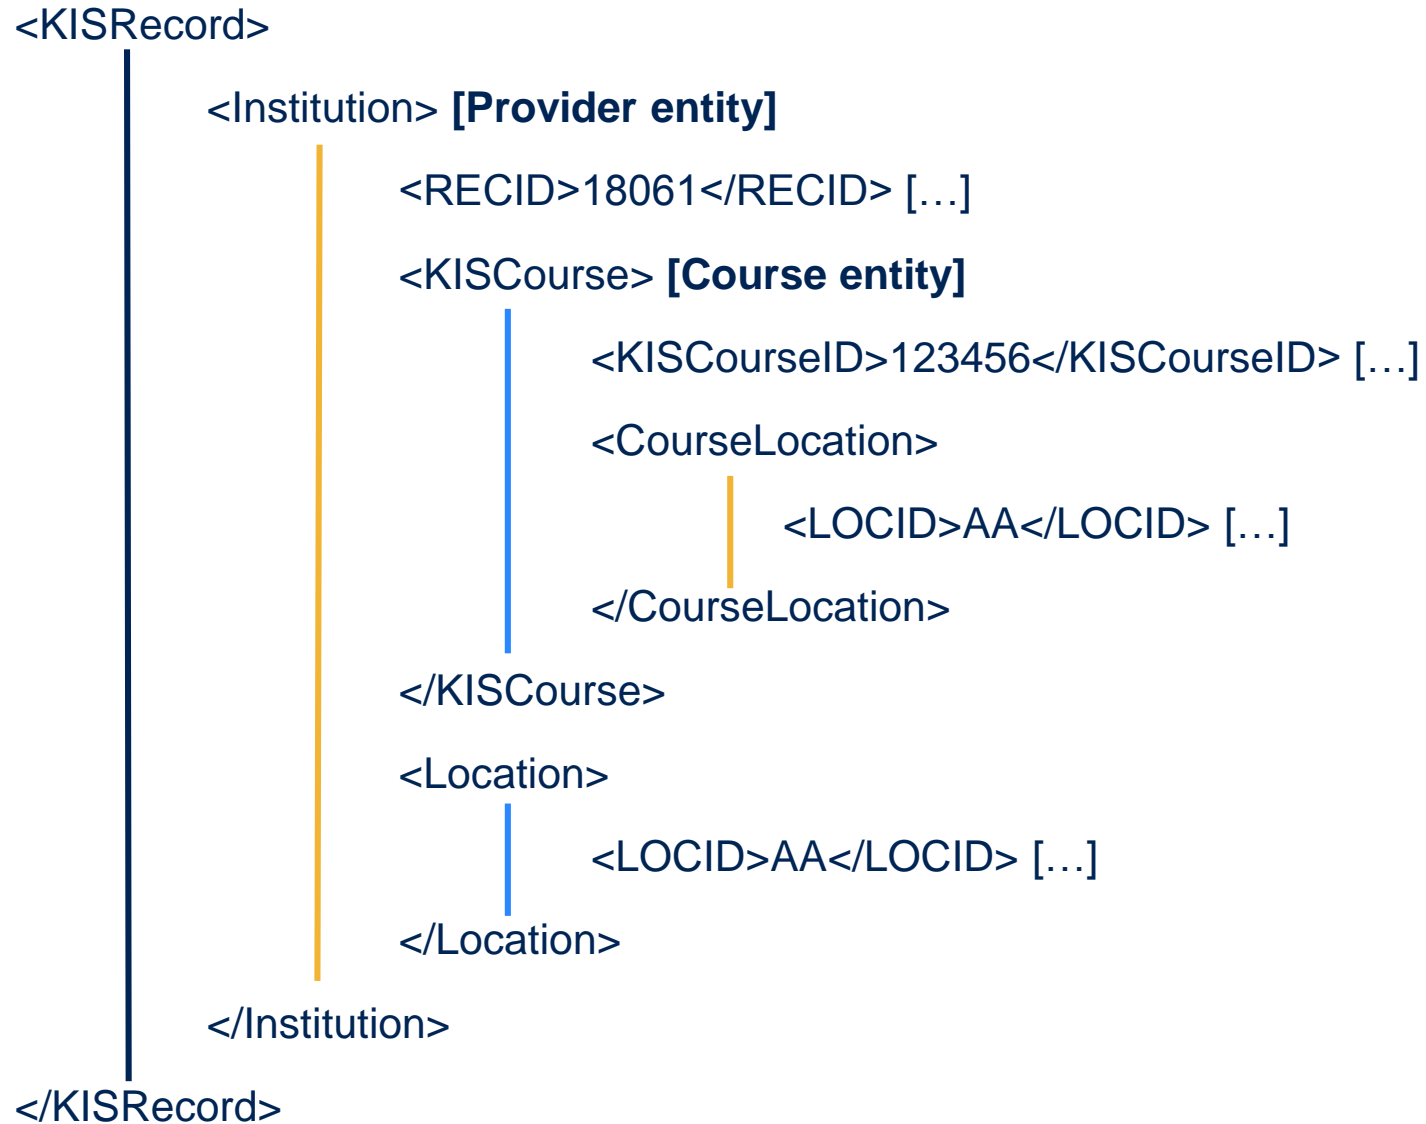 <KISRecord>
<Institution> [Provider entity]
<RECID>18061</RECID> […]
<KISCourse> [Course entity]
<KISCourseID>123456</KISCourseID> […]
<CourseLocation>
<LOCID>AA</LOCID> […]
</CourseLocation>
</KISCourse>
<Location>
<LOCID>AA</LOCID> […]
</Location>
</Institution>
</KISRecord>